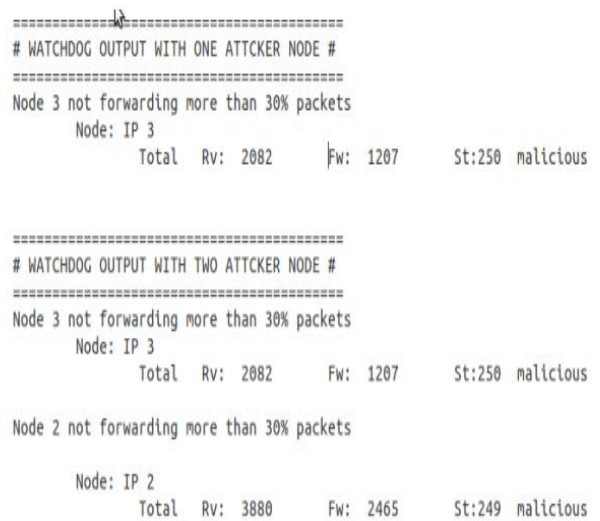 ==========================================
# WATCHDOG OUTPUT WITH ONE ATTCKER NODE #
==========================================
Node 3 not forwarding more than 30% packets
Node: IP 3
Total Rv: 2082 Fw: 1207 St:250 malicious
==========================================
# WATCHDOG OUTPUT WITH TWO ATTCKER NODE #
==========================================
Node 3 not forwarding more than 30% packets
Node: IP 3
Total Rv: 2082 Fw: 1207 St:250 malicious
Node 2 not forwarding more than 30% packets
Node: IP 2
Total Rv: 3880 Fw: 2465 St:249 malicious